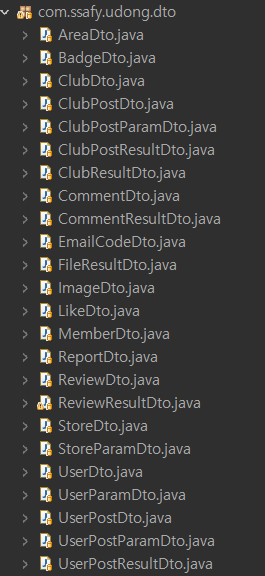 com.ssafy.udong.dto
AreaDto.java
BadgeDto.java
ClubDto.java
ClubPostDto.java
ClubPostParamDto.java
ClubPostResultDto.java
ClubResultDto.java
CommentDto.java
CommentResultDto.java
EmailCodeDto.java
FileResultDto.java
ImageDto.java
LikeDto.java
MemberDto.java
ReportDto.java
ReviewDto.java
ReviewResultDto.java
StoreDto.java
StoreParamDto.java
UserDto.java
UserParamDto.java
UserPostDto.java
UserPostParamDto.java
UserPostResultDto.java